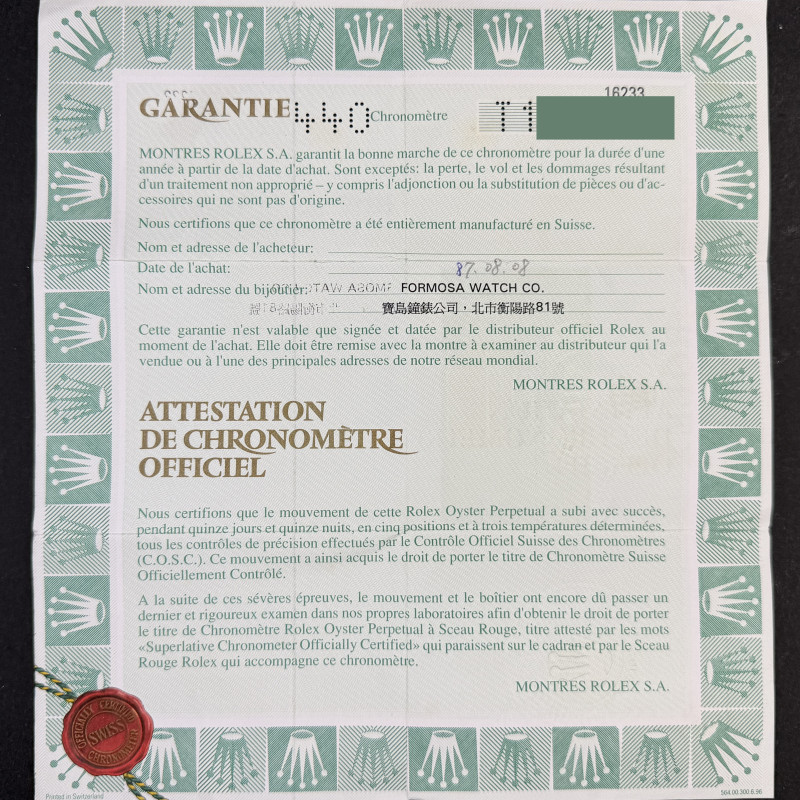 16233
GARANTIE 440 Chronomètre T1
MONTRES ROLEX S.A. garantit la bonne marche de ce chronomètre pour la durée d'une
année à partir de la date d'achat. Sont exceptés: la perte, le vol et les dommages résultant
d'un traitement non approprié – y compris l'adjonction ou la substitution de pièces ou d'ac-
cessoires qui ne sont pas d'origine.
Nous certifions que ce chronomètre a été entièrement manufacturé en Suisse.
Nom et adresse de l'acheteur:
Date de l'achat: 87.08.08
Nom et adresse du bijoutier: FORMOSA WATCH CO.
寶島鐘錶公司，北市衡陽路81號
Cette garantie n'est valable que signée et datée par le distributeur officiel Rolex au
moment de l'achat. Elle doit être remise avec la montre à examiner au distributeur qui l'a
vendue ou à l'une des principales adresses de notre réseau mondial.
MONTRES ROLEX S.A.
ATTESTATION
DE CHRONOMÈTRE
OFFICIEL
Nous certifions que le mouvement de cette Rolex Oyster Perpetual a subi avec succès,
pendant quinze jours et quinze nuits, en cinq positions et à trois températures déterminées,
tous les contrôles de précision effectués par le Contrôle Officiel Suisse des Chronomètres
(C.O.S.C.). Ce mouvement a ainsi acquis le droit de porter le titre de Chronomètre Suisse
Officiellement Contrôlé.
A la suite de ces sévères épreuves, le mouvement et le boîtier ont encore dû passer un
dernier et rigoureux examen dans nos propres laboratoires afin d'obtenir le droit de porter
le titre de Chronomètre Rolex Oyster Perpetual à Sceau Rouge, titre attesté par les mots
«Superlative Chronometer Officially Certified» qui paraissent sur le cadran et par le Sceau
Rouge Rolex qui accompagne ce chronomètre.
MONTRES ROLEX S.A.
OFFICIALLY CERTIFIED
SWISS
CHRONOMETER
Printed in Switzerland
564.00.300.6.96